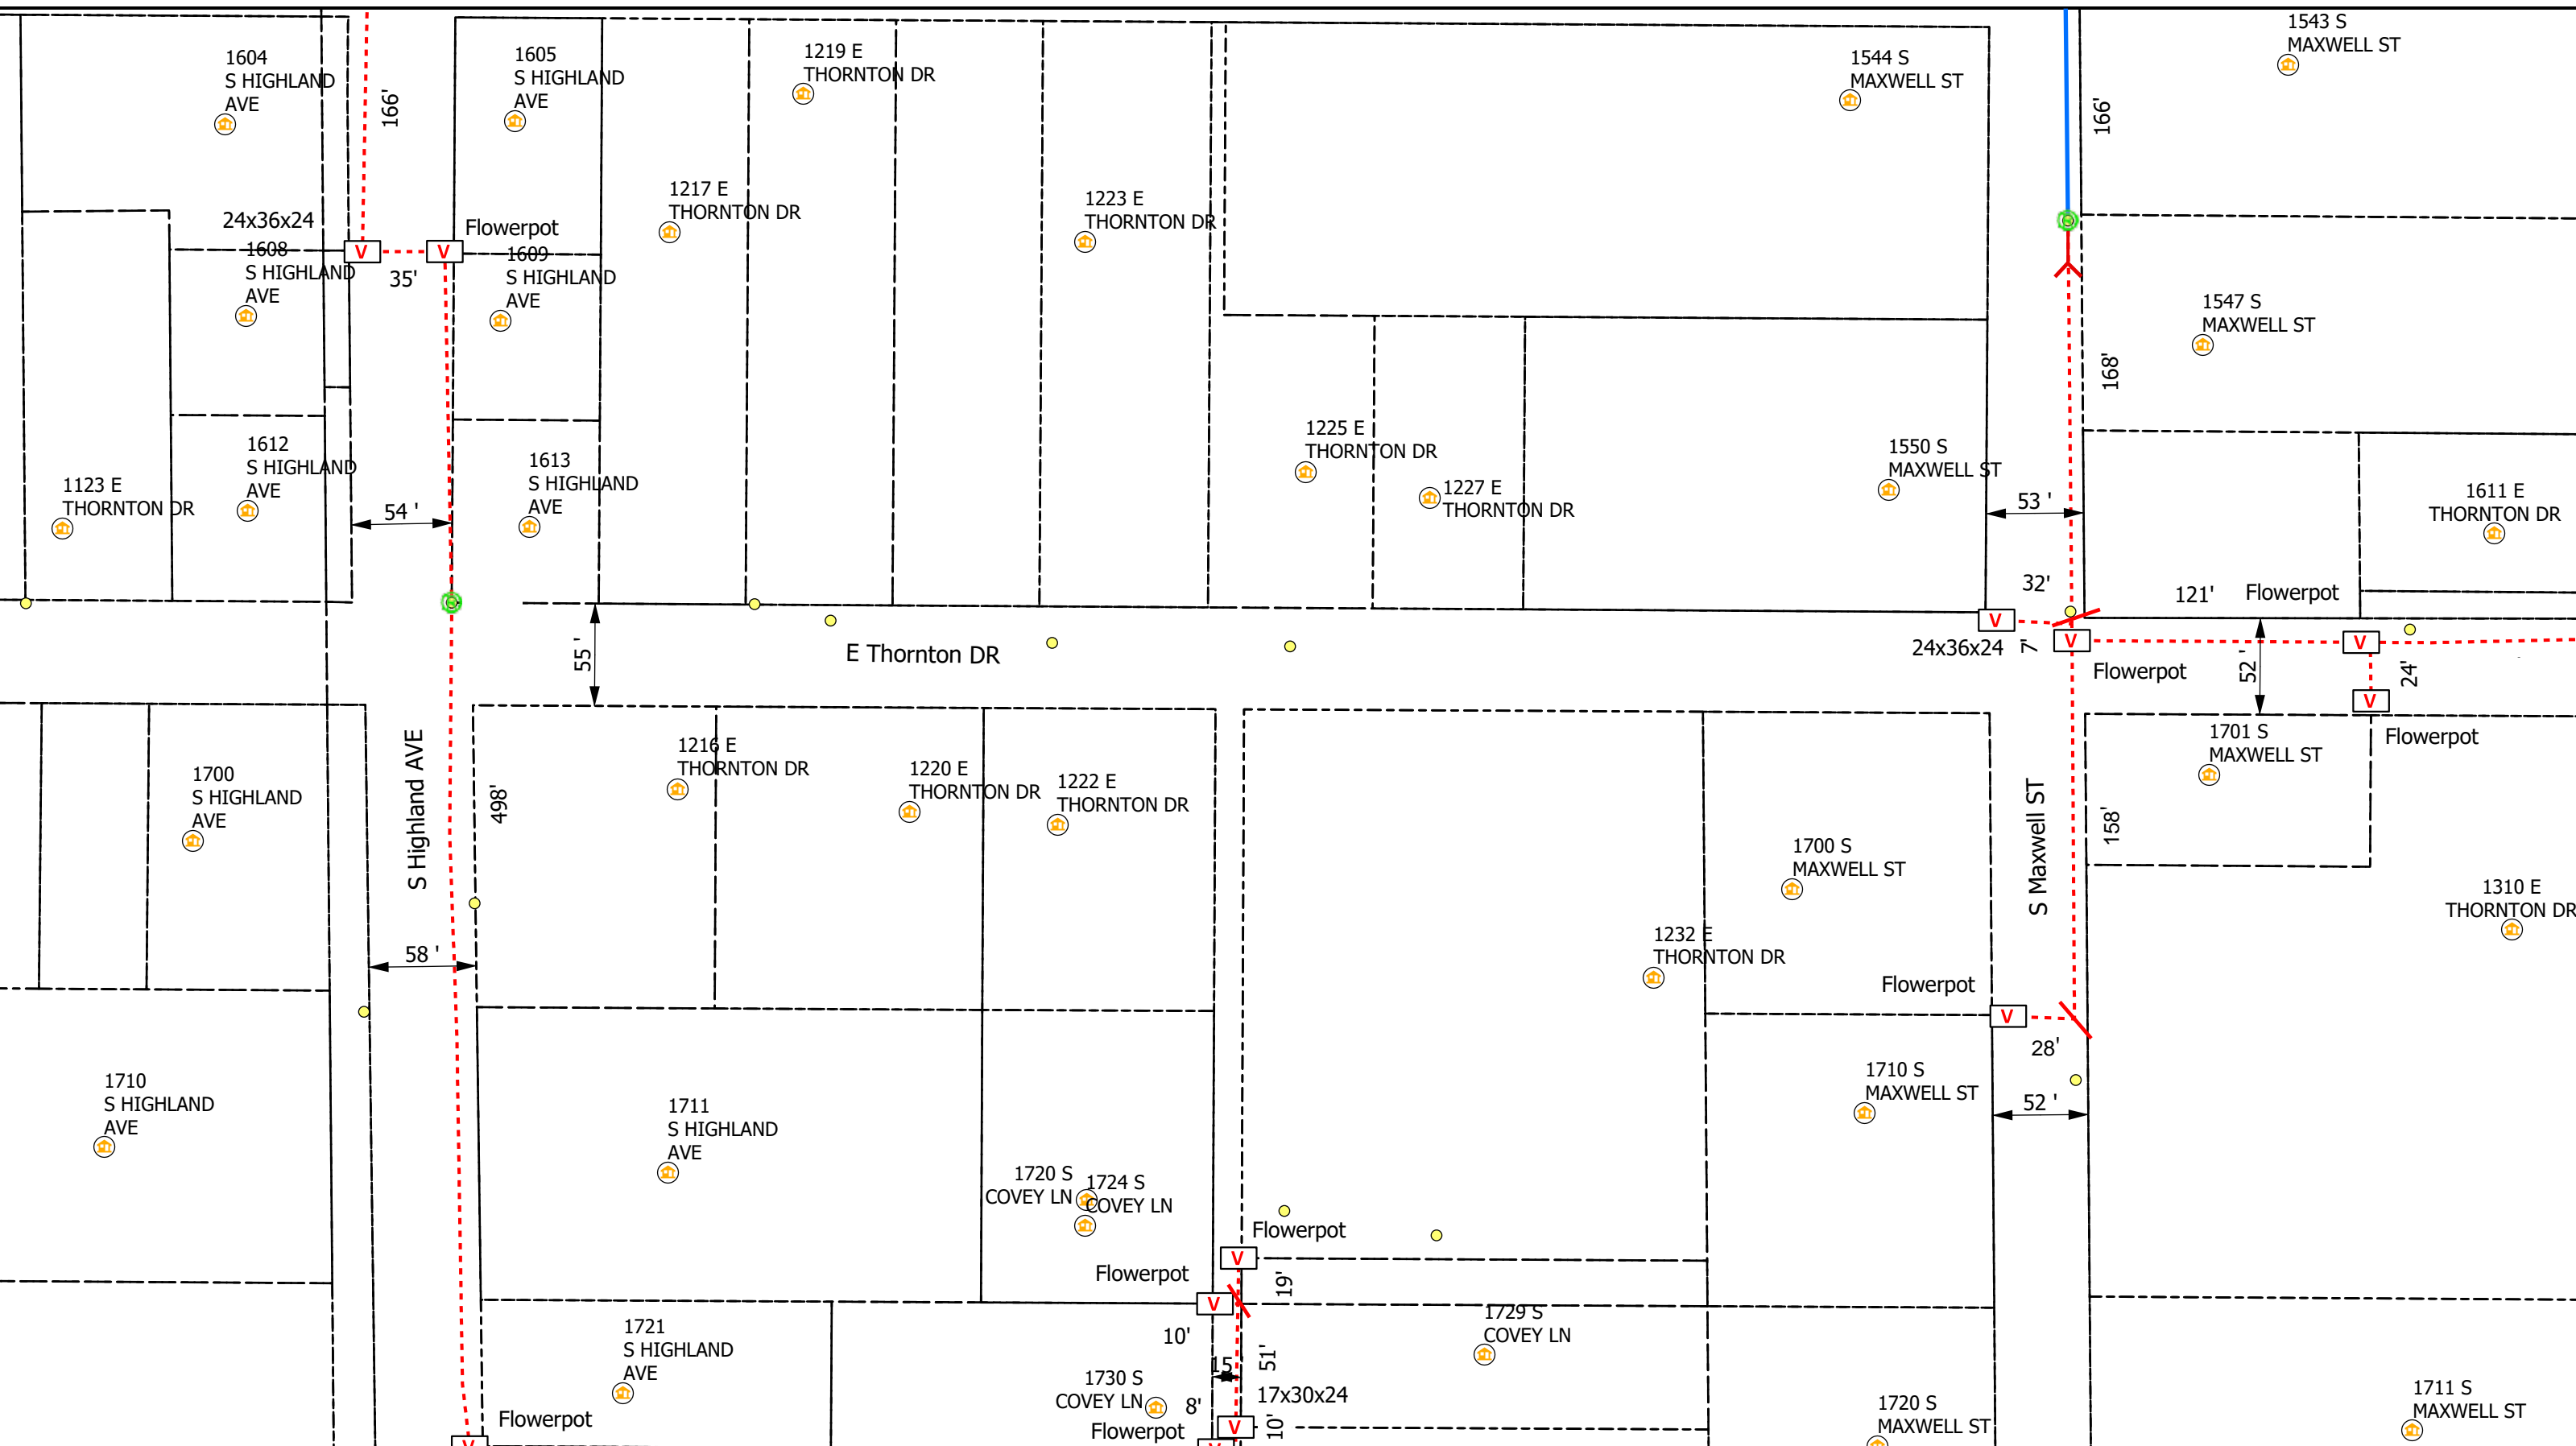 1604
S HIGHLAND
AVE
166'
1605
S HIGHLAND
AVE
1219 E
THORNTON DR
1544 S
MAXWELL ST
166'
1543 S
MAXWELL ST
24x36x24
V
V
Flowerpot
35'
1608
S HIGHLAND
AVE
1609
S HIGHLAND
AVE
1217 E
THORNTON DR
1223 E
THORNTON DR
1547 S
MAXWELL ST
168'
1123 E
THORNTON DR
1612
S HIGHLAND
AVE
54 '
1613
S HIGHLAND
AVE
1225 E
THORNTON DR
1227 E
THORNTON DR
1550 S
MAXWELL ST
53 '
1611 E
THORNTON DR
55 '
E Thornton DR
32'
V
24x36x24
7'
V
Flowerpot
121'
Flowerpot
V
52 '
24'
V
Flowerpot
1700
S HIGHLAND
AVE
S Highland AVE
498'
1216 E
THORNTON DR
1220 E
THORNTON DR
1222 E
THORNTON DR
1700 S
MAXWELL ST
S Maxwell ST
158'
1701 S
MAXWELL ST
1310 E
THORNTON DR
58 '
1232 E
THORNTON DR
Flowerpot
V
28'
1710
S HIGHLAND
AVE
1711
S HIGHLAND
AVE
1720 S
COVEY LN
1724 S
COVEY LN
1710 S
MAXWELL ST
52 '
Flowerpot
V
Flowerpot
V
19'
10'
1721
S HIGHLAND
AVE
1729 S
COVEY LN
15
51'
1730 S
COVEY LN
8'
17x30x24
Flowerpot
V
10'
V
Flowerpot
V
1720 S
MAXWELL ST
1711 S
MAXWELL ST